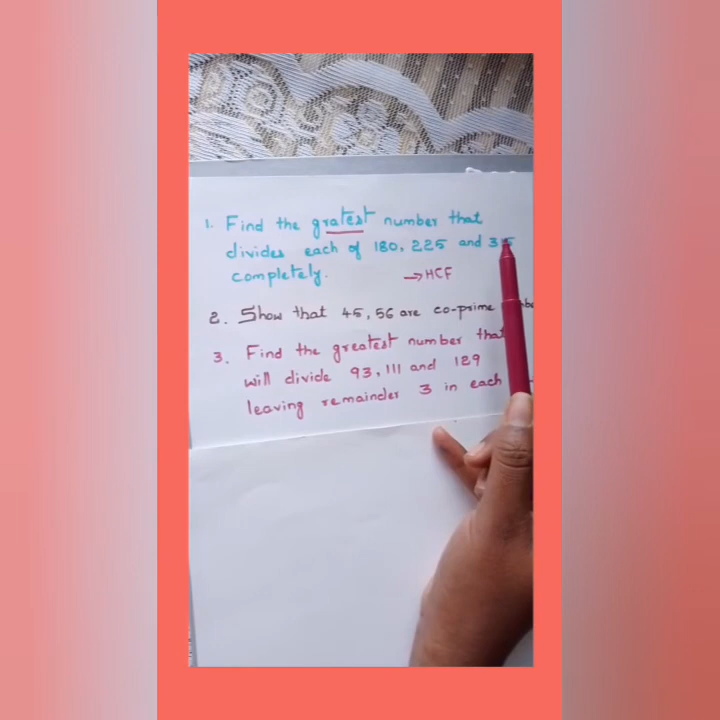 1. Find the gratest number that
divides each of 180, 225 and
completely.
→ HCF
2. Show that 45, 56 are co-prime
3. Find the greatest number that
will divide 93, 111 and 129
leaving remainder 3 in each